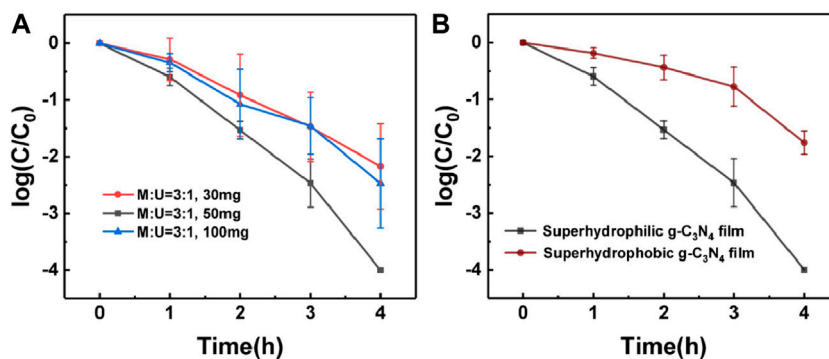 A
0
-1
-2
-3
-4
log(C/C₀)
M:U=3:1, 30mg
M:U=3:1, 50mg
M:U=3:1, 100mg
0 1 2 3 4
Time(h)
B
0
-1
-2
-3
-4
log(C/C₀)
Superhydrophilic g-C₃N₄ film
Superhydrophobic g-C₃N₄ film
0 1 2 3 4
Time(h)